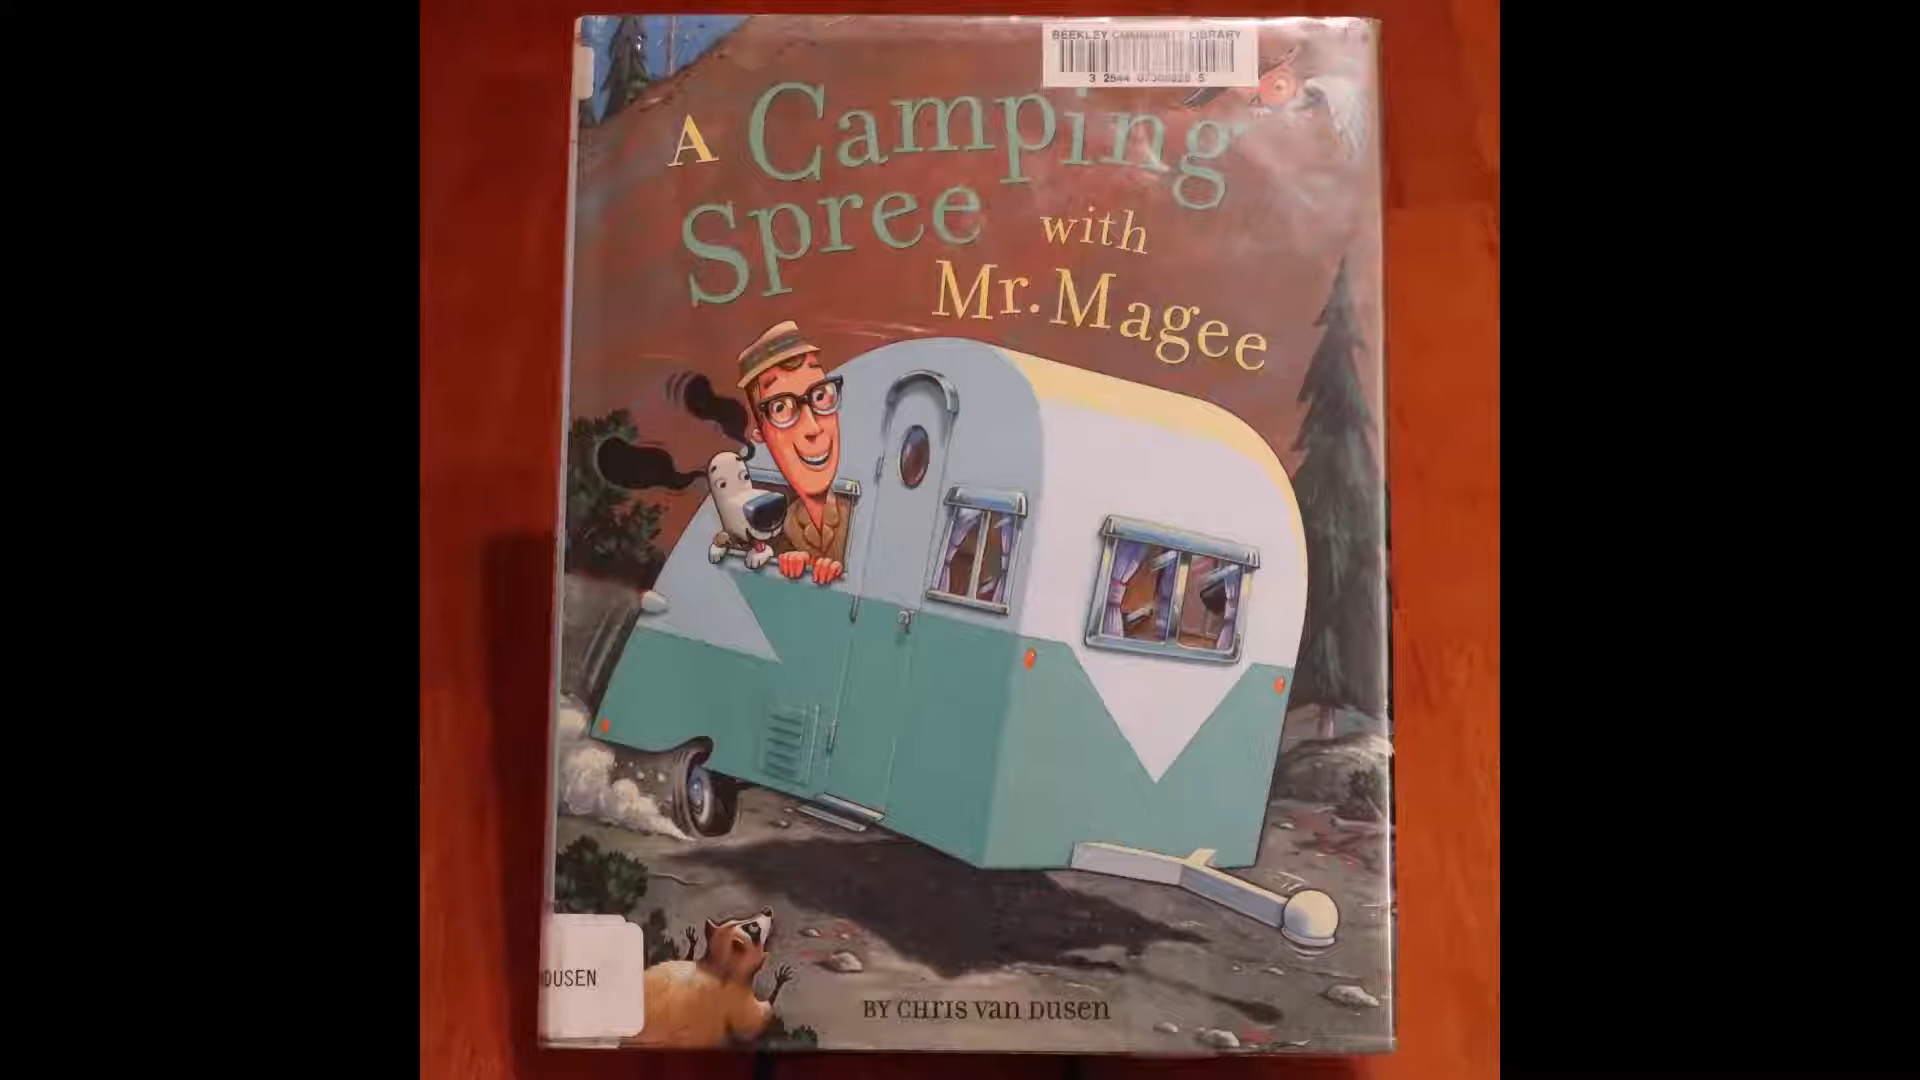 BEEKLEY COMMUNITY LIBRARY
A Camping
Spree with
Mr. Magee
DUSEN
BY CHRIS VAN DUSEN